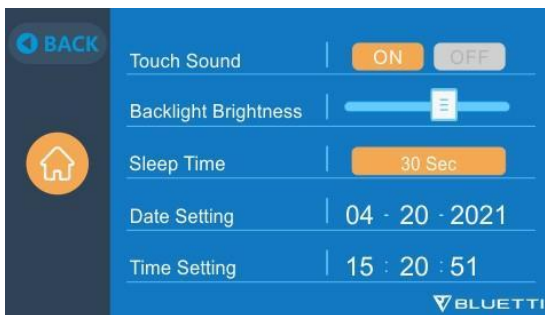 BACK
Touch Sound ON OFF
Backlight Brightness
Sleep Time 30 Sec
Date Setting 04 - 20 - 2021
Time Setting 15 : 20 : 51
BLUETTI